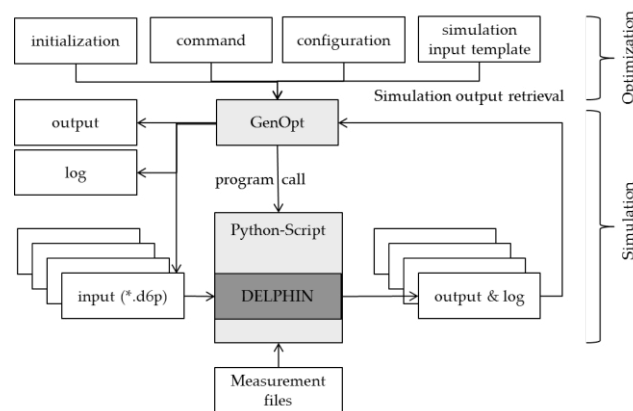 initialization
command
configuration
simulation
input template
Optimization
Simulation output retrieval
output
GenOpt
log
program call
Simulation
Python-Script
input (*.d6p)
DELPHIN
output & log
Measurement
files